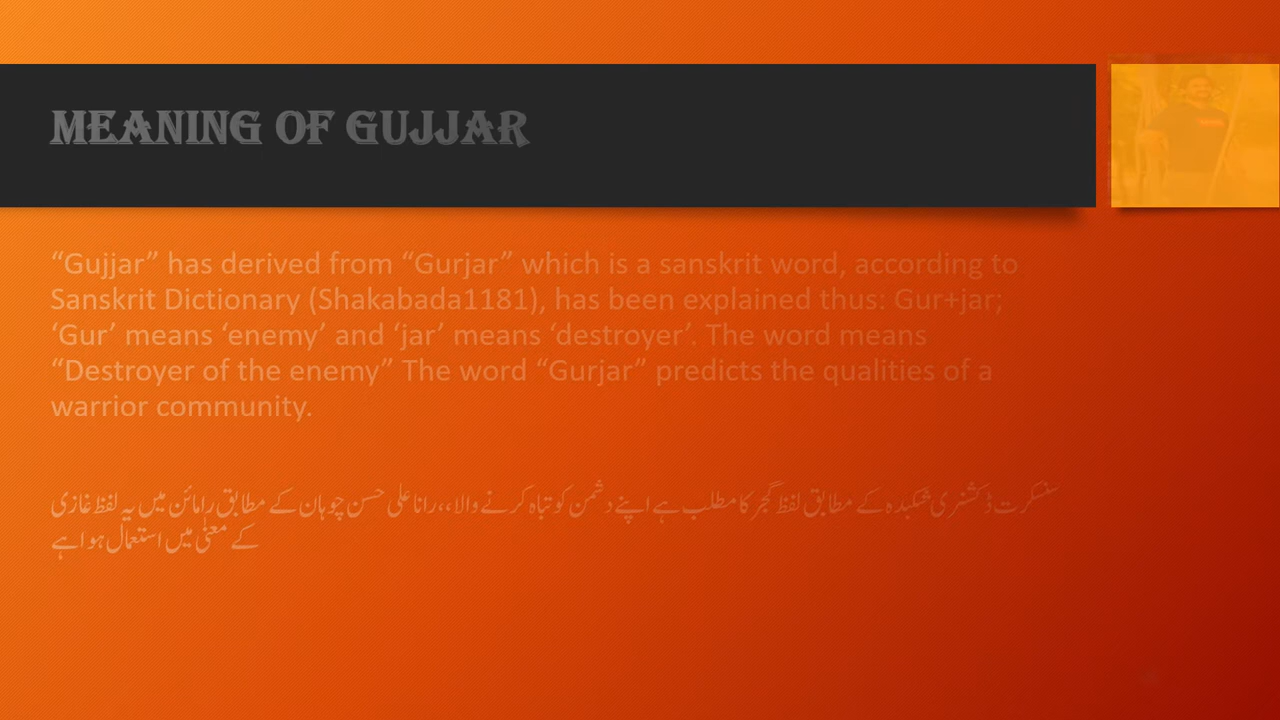 MEANING OF GUJJAR
“Gujjar” has derived from “Gurjar” which is a sanskrit word, according to
Sanskrit Dictionary (Shakabada1181), has been explained thus: Gur+jar;
‘Gur’ means ‘enemy’ and ‘jar’ means ‘destroyer’. The word means
“Destroyer of the enemy” The word “Gurjar” predicts the qualities of a
warrior community.
سنسکرت ڈکشنری شکبدہ کے مطابق لفظ گجر کا مطلب ہے اپنے دشمن کو تباہ کرنے والا،،رانا علی حسن چوہان کے مطابق رامائن میں یہ لفظ غازی
کے معنٰی میں استعمال ہوا ہے